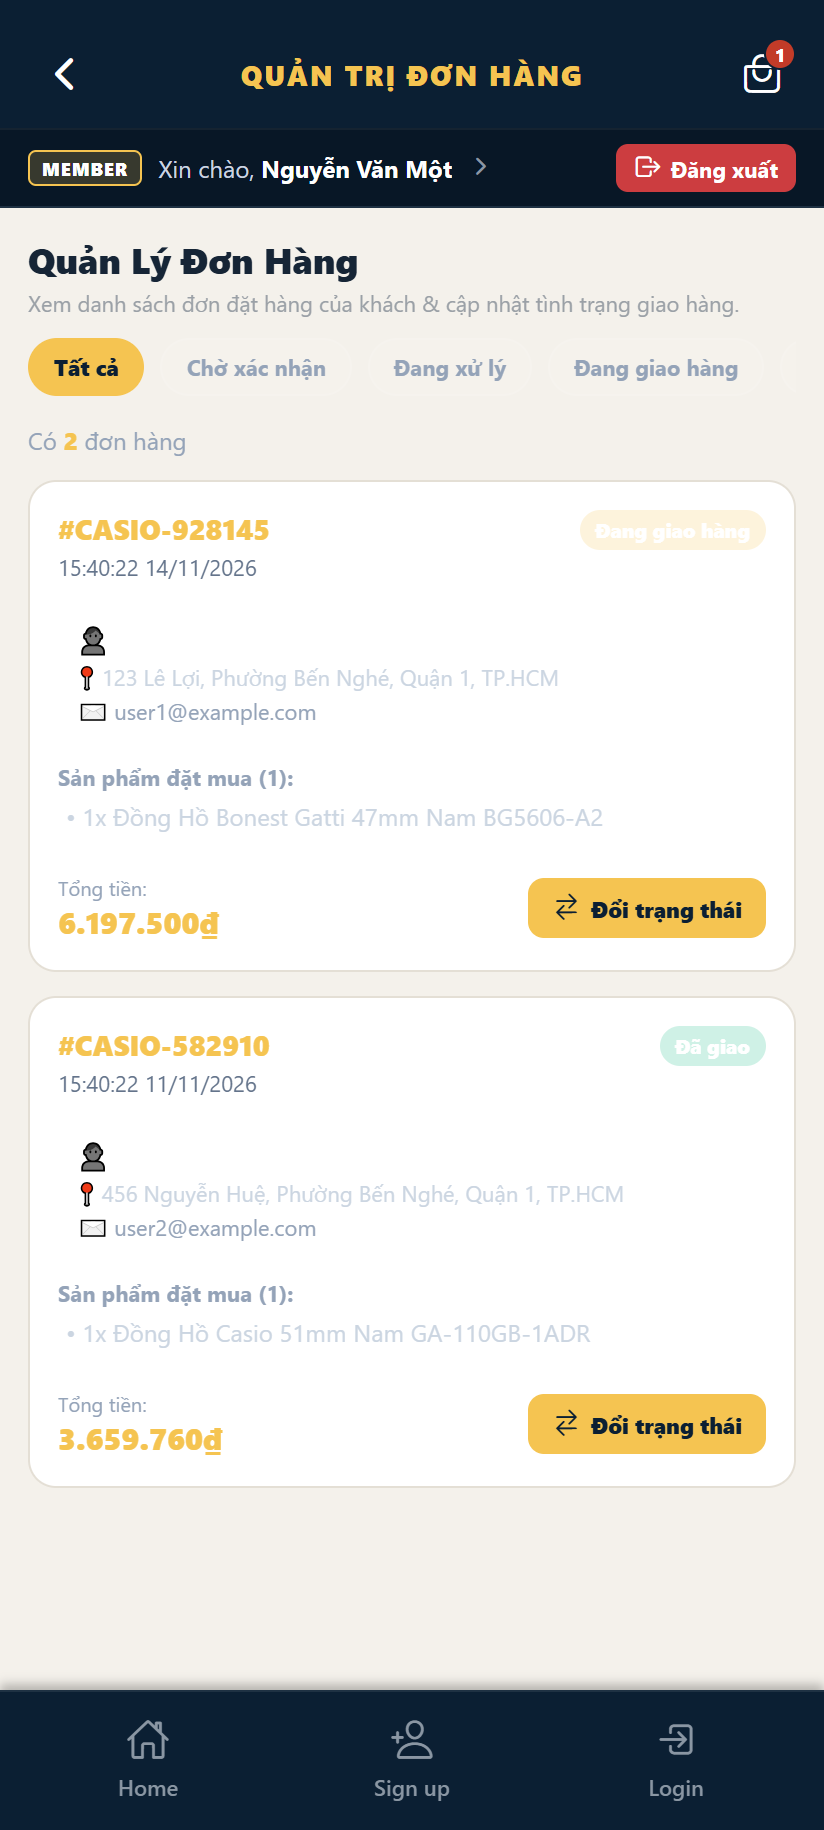 QUẢN TRỊ ĐƠN HÀNG
1
MEMBER
Xin chào, Nguyễn Văn Một
Đăng xuất
Quản Lý Đơn Hàng
Xem danh sách đơn đặt hàng của khách & cập nhật tình trạng giao hàng.
Tất cả
Chờ xác nhận
Đang xử lý
Đang giao hàng
Có 2 đơn hàng
#CASIO-928145
Đang giao hàng
15:40:22 14/11/2026
123 Lê Lợi, Phường Bến Nghé, Quận 1, TP.HCM
user1@example.com
Sản phẩm đặt mua (1):
• 1x Đồng Hồ Bonest Gatti 47mm Nam BG5606-A2
Tổng tiền:
6.197.500₫
Đổi trạng thái
#CASIO-582910
Đã giao
15:40:22 11/11/2026
456 Nguyễn Huệ, Phường Bến Nghé, Quận 1, TP.HCM
user2@example.com
Sản phẩm đặt mua (1):
• 1x Đồng Hồ Casio 51mm Nam GA-110GB-1ADR
Tổng tiền:
3.659.760₫
Đổi trạng thái
Home
Sign up
Login